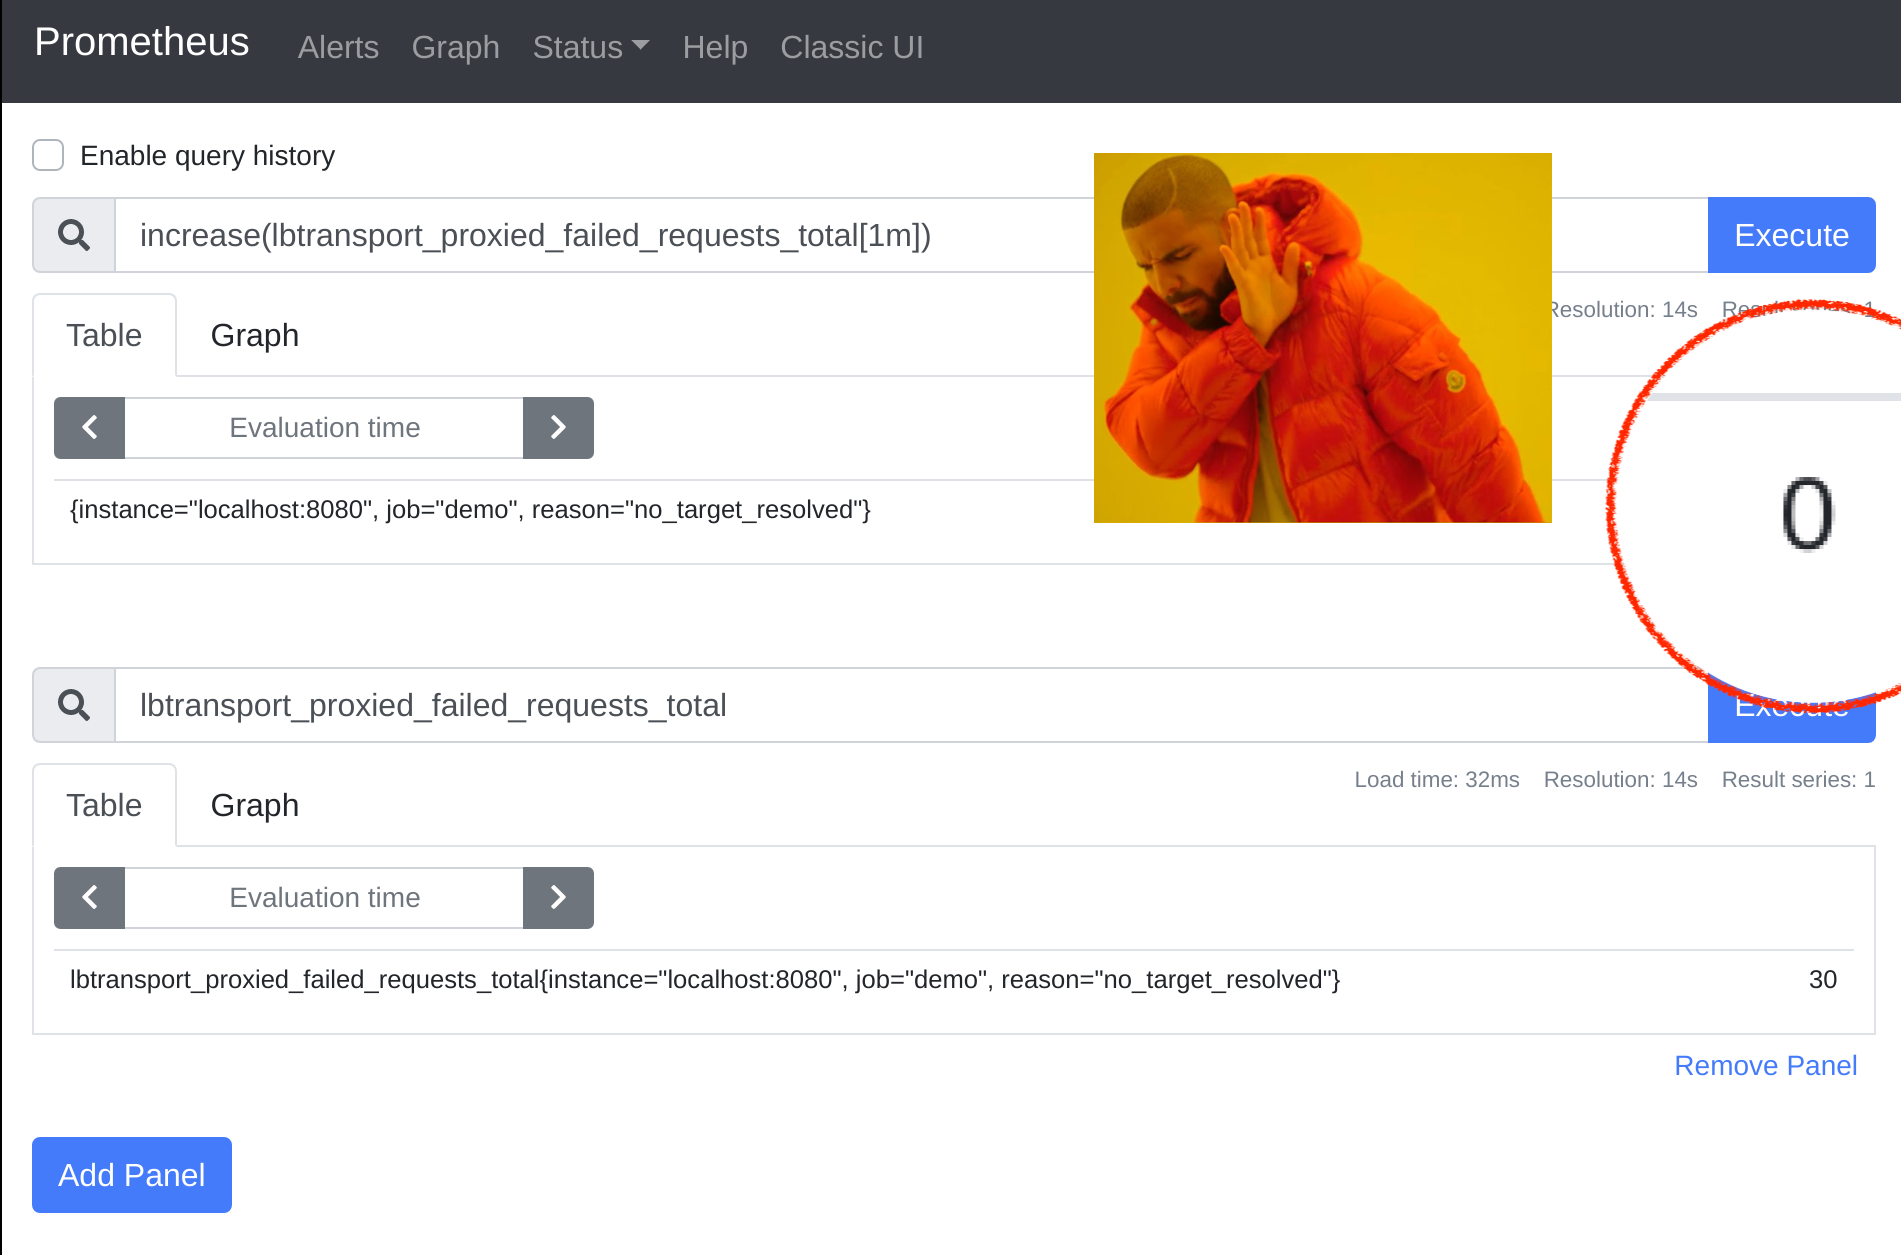 Prometheus Alerts Graph Status Help Classic UI
Enable query history
increase(lbtransport_proxied_failed_requests_total[1m])
Execute
Resolution: 14s 1
Table Graph
Evaluation time
{instance="localhost:8080", job="demo", reason="no_target_resolved"}
0
lbtransport_proxied_failed_requests_total
Execute
Load time: 32ms Resolution: 14s Result series: 1
Table Graph
Evaluation time
lbtransport_proxied_failed_requests_total{instance="localhost:8080", job="demo", reason="no_target_resolved"} 30
Remove Panel
Add Panel